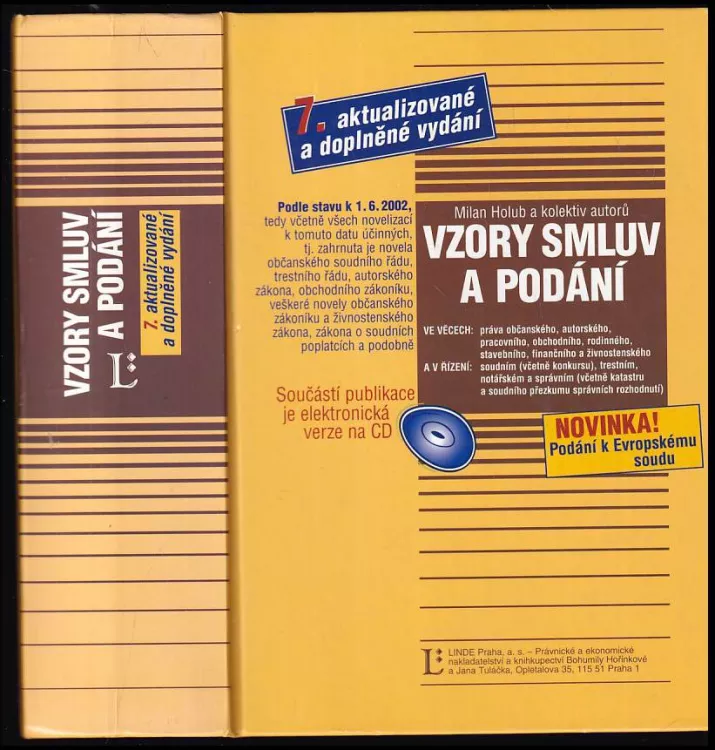 VZORY SMLUV
A PODÁNÍ
7. aktualizované
a doplněné vydání
L:
7. aktualizované
a doplněné vydání
Podle stavu k 1. 6. 2002,
tedy včetně všech novelizací
k tomuto datu účinných,
tj. zahrnuta je novela
občanského soudního řádu,
trestního řádu, autorského
zákona, obchodního zákoníku,
veškeré novely občanského
zákoníku a živnostenského
zákona, zákona o soudních
poplatcích a podobně
Součástí publikace
je elektronická
verze na CD
Milan Holub a kolektiv autorů
VZORY SMLUV
A PODÁNÍ
VE VĚCECH: práva občanského, autorského,
pracovního, obchodního, rodinného,
stavebního, finančního a živnostenského
A V ŘÍZENÍ: soudním (včetně konkursu), trestním,
notářském a správním (včetně katastru
a soudního přezkumu správních rozhodnutí)
NOVINKA!
Podání k Evropskému
soudu
L:
LINDE Praha, a. s. – Právnické a ekonomické
nakladatelství a knihkupectví Bohumily Hořínkové
a Jana Tuláčka, Opletalova 35, 115 51 Praha 1